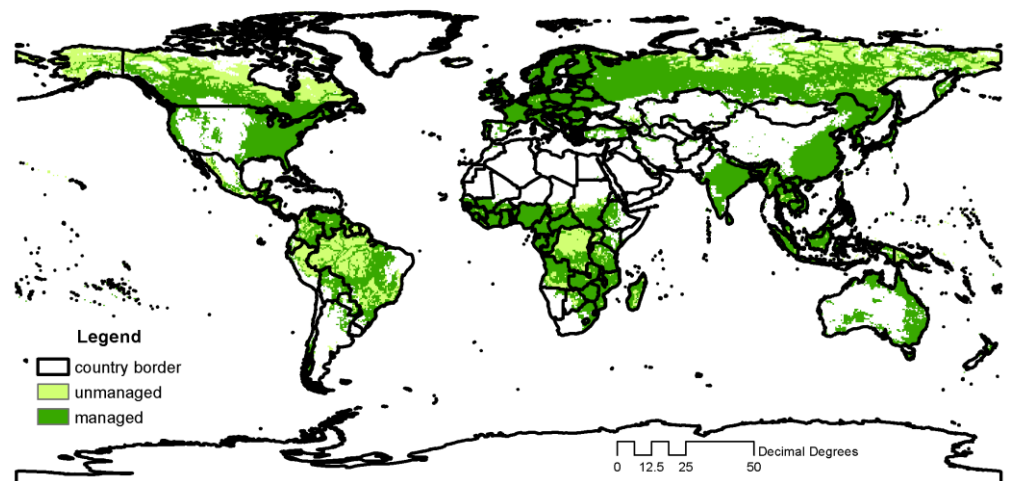 Legend
country border
unmanaged
managed
Decimal Degrees
0 12.5 25 50